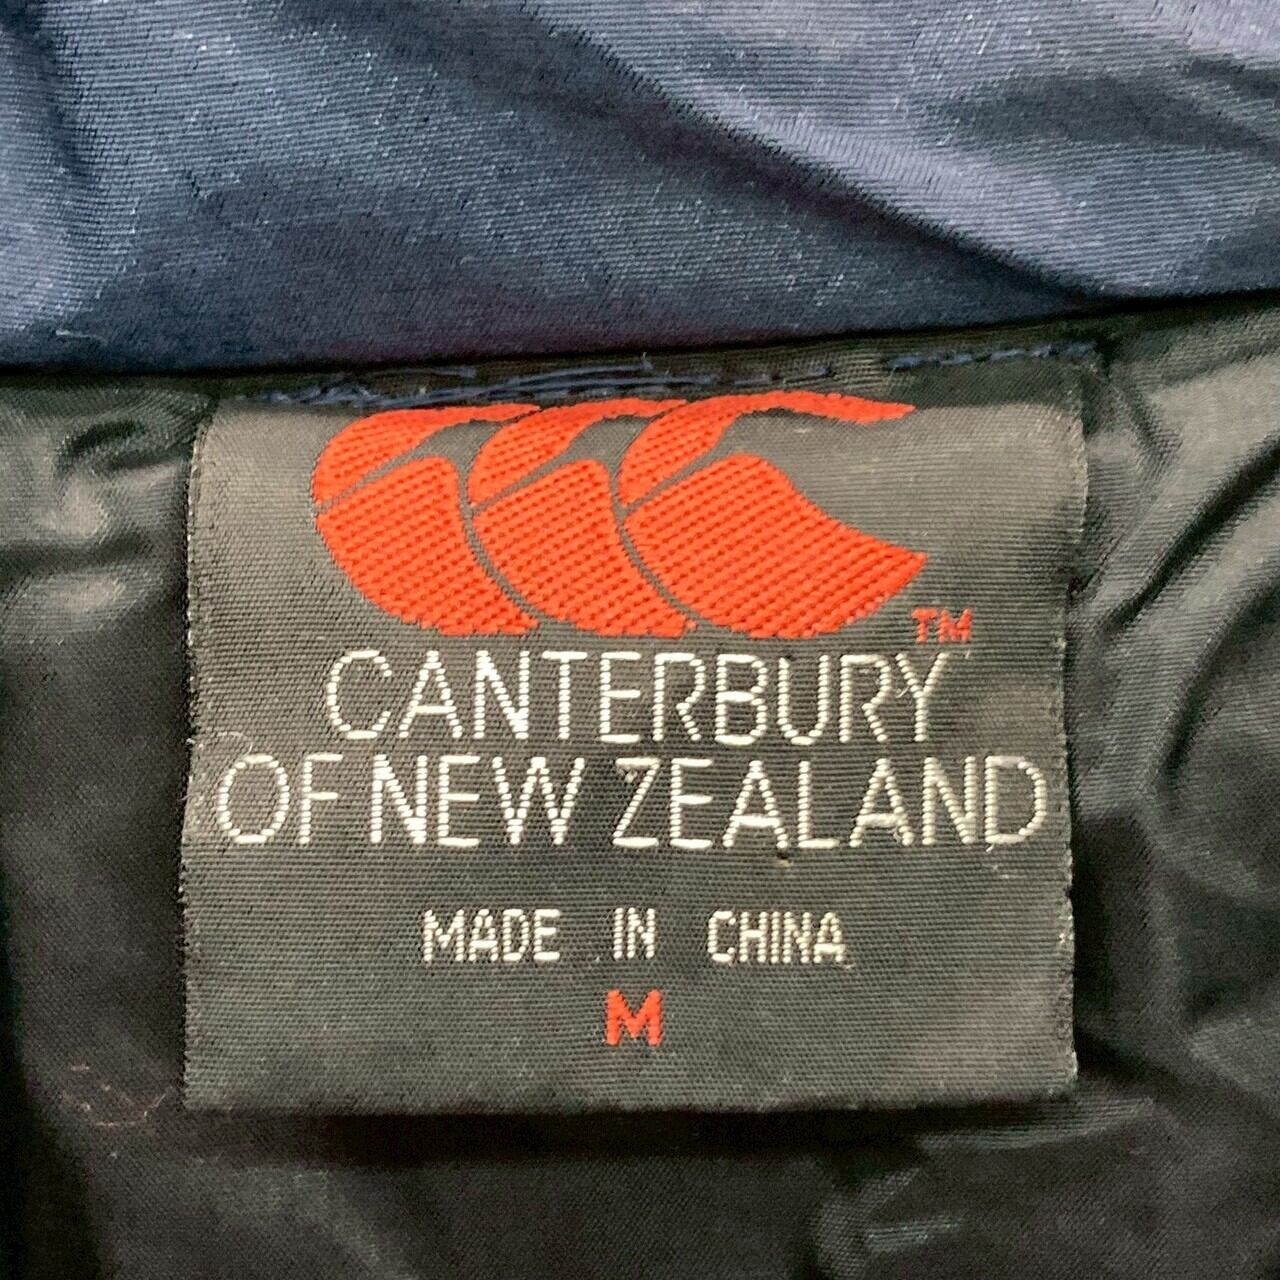 TM
CANTERBURY
OF NEW ZEALAND
MADE IN CHINA
M